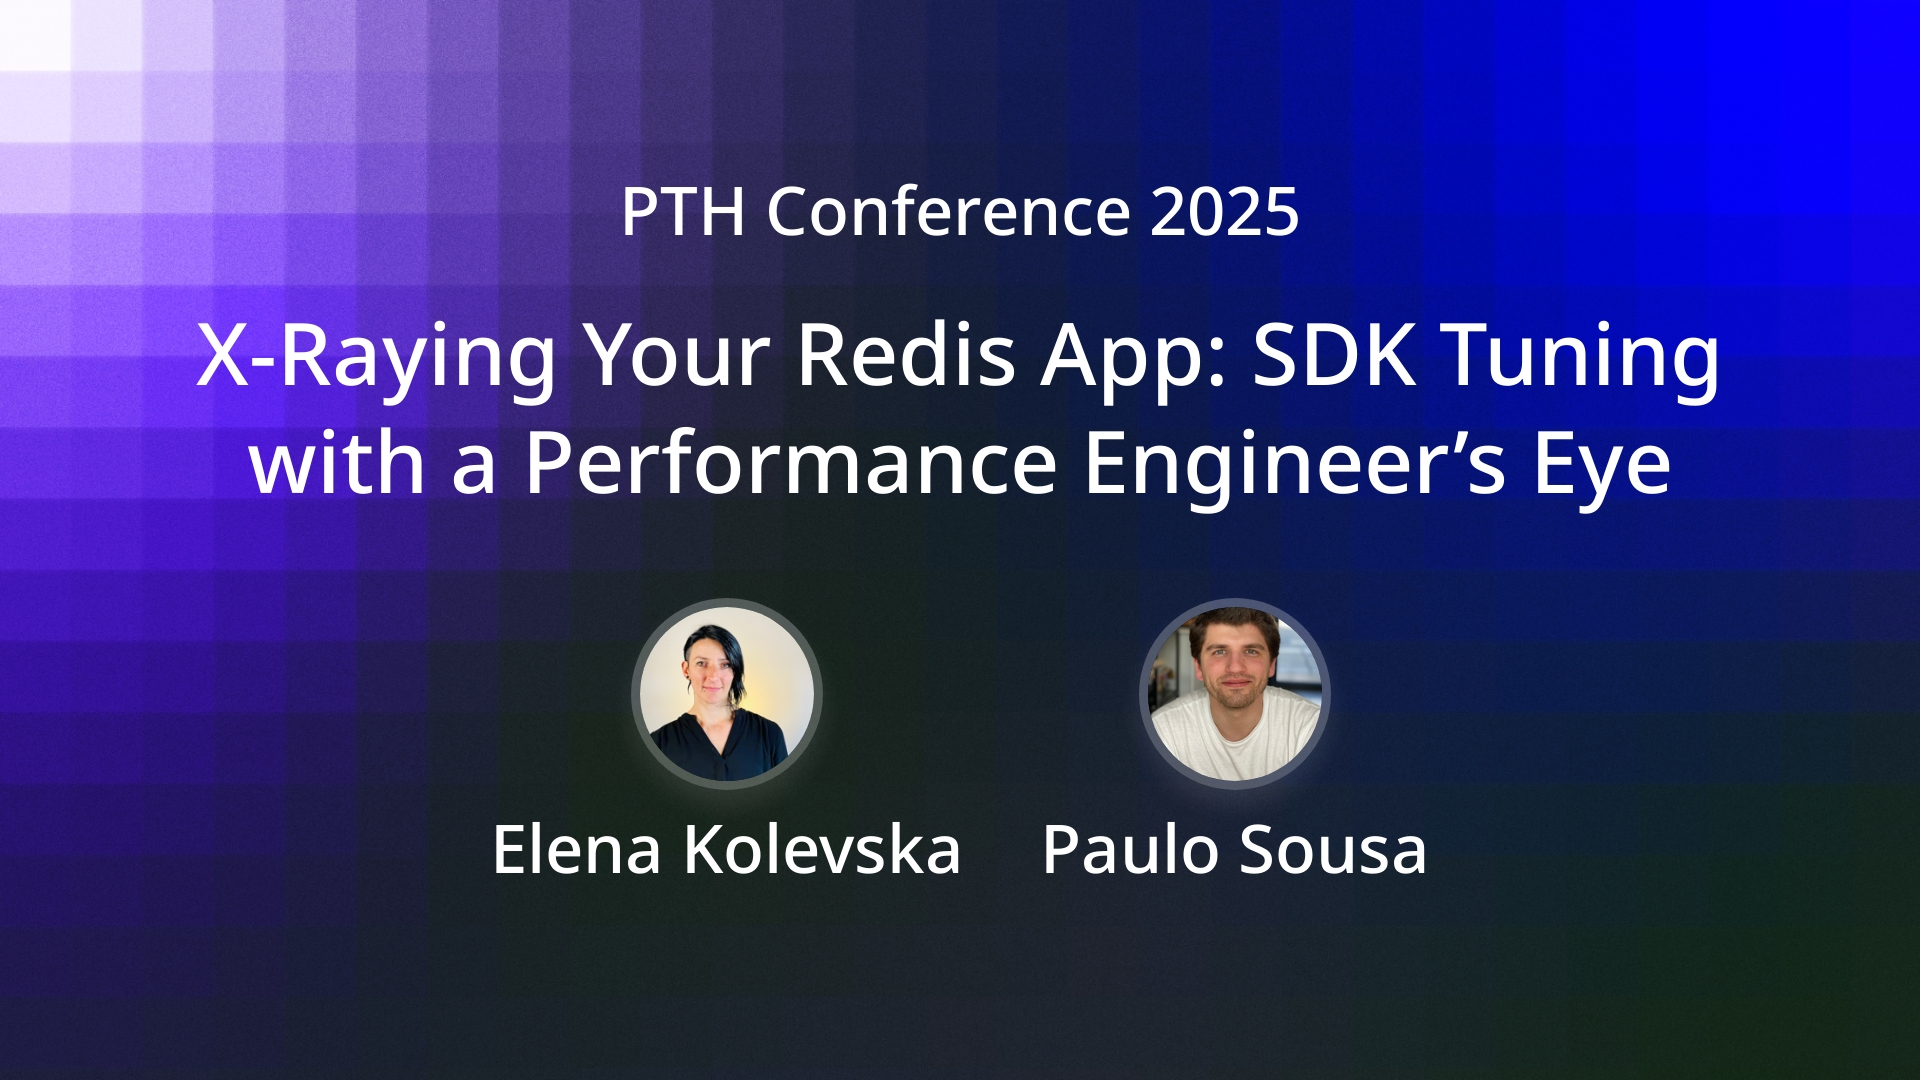 PTH Conference 2025
X-Raying Your Redis App: SDK Tuning
with a Performance Engineer’s Eye
Elena Kolevska
Paulo Sousa